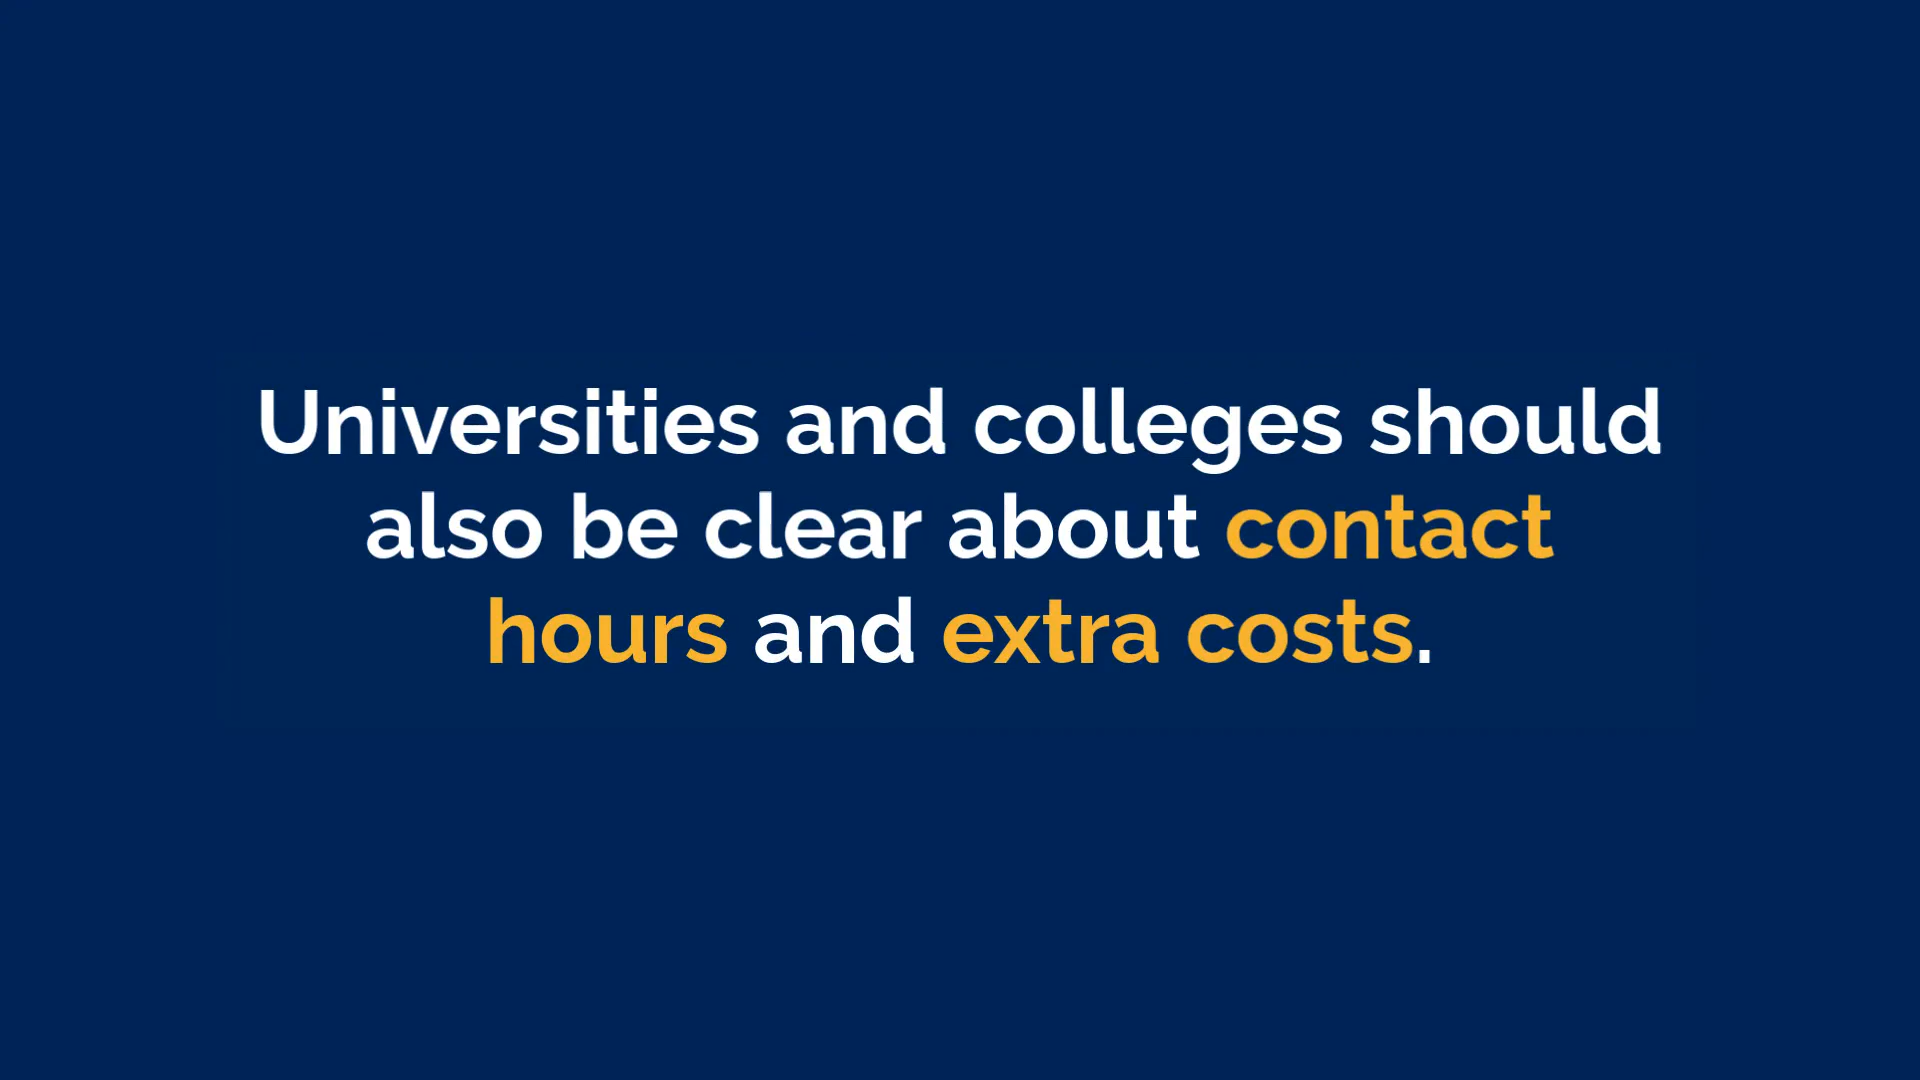 Universities and colleges should
also be clear about contact
hours and extra costs.